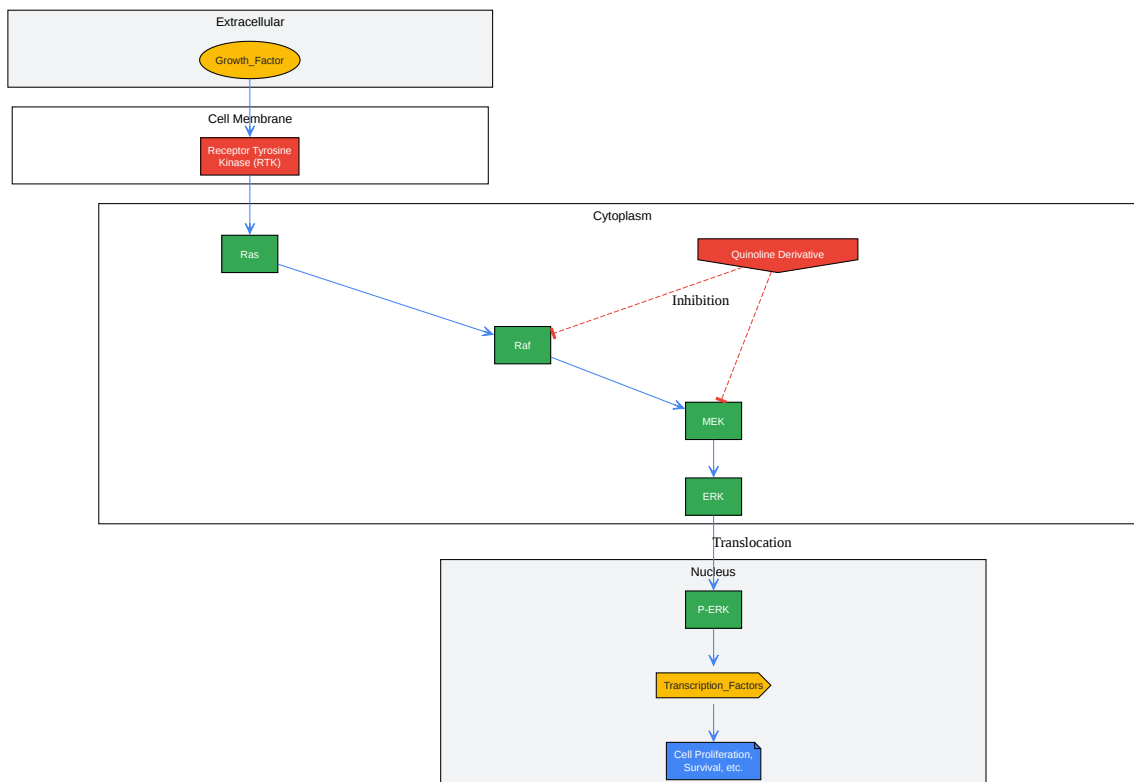 Extracellular
Growth_Factor
Cell Membrane
Receptor Tyrosine
Kinase (RTK)
Cytoplasm
Ras
Quinoline Derivative
Inhibition
Raf
MEK
ERK
Translocation
Nucleus
P-ERK
Transcription_Factors
Cell Proliferation,
Survival, etc.